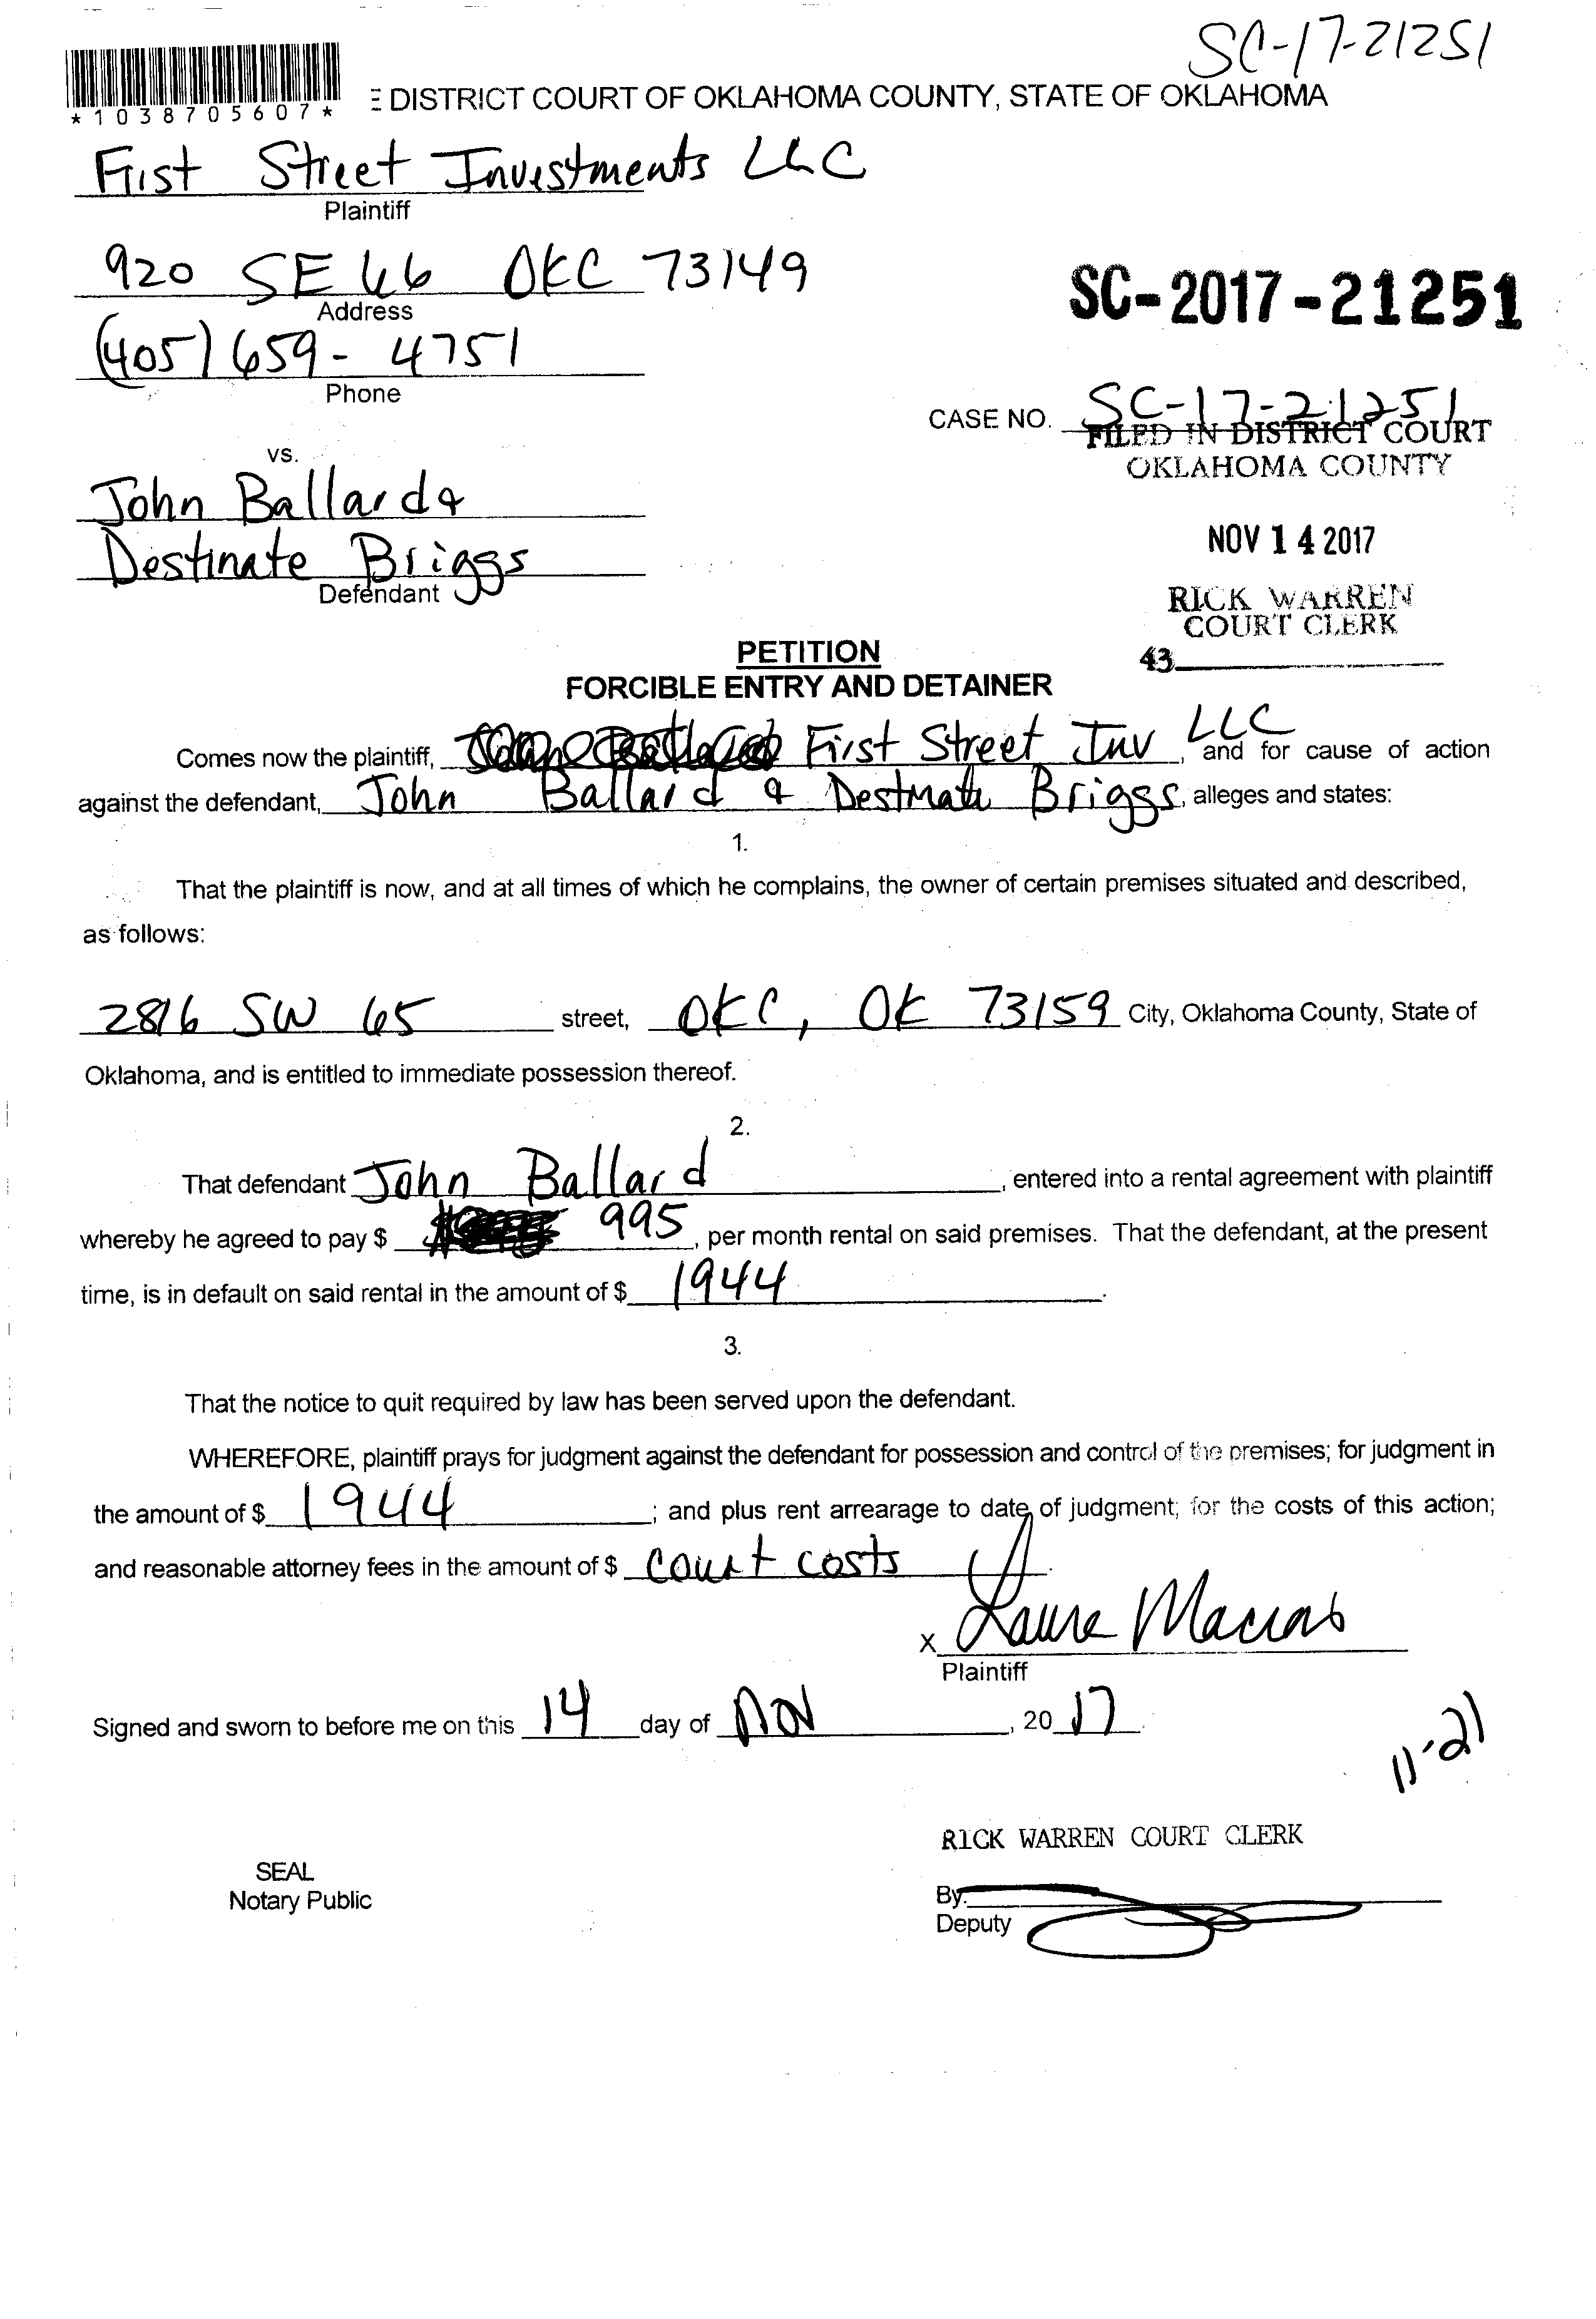 SC-17-21251
*1038705607*
E DISTRICT COURT OF OKLAHOMA COUNTY, STATE OF OKLAHOMA
First Street Investments LLC
Plaintiff
920 SE 66 OKC 73149
Address
SC-2017-21251
(405) 659-4751
Phone
CASE NO. SC-17-21251
FILED IN DISTRICT COURT
OKLAHOMA COUNTY
vs.
John Ballard &
NOV 14 2017
Destinate Briggs
Defendant
RICK WARREN
COURT CLERK
43
PETITION
FORCIBLE ENTRY AND DETAINER
Comes now the plaintiff, First Street Inv LLC, and for cause of action
against the defendant, John Ballard & Destinate Briggs, alleges and states:
1.
That the plaintiff is now, and at all times of which he complains, the owner of certain premises situated and described,
as follows:
2816 SW 65 street, OKC, OK 73159 City, Oklahoma County, State of
Oklahoma, and is entitled to immediate possession thereof.
2.
That defendant John Ballard, entered into a rental agreement with plaintiff
whereby he agreed to pay $ 995, per month rental on said premises. That the defendant, at the present
time, is in default on said rental in the amount of $ 1944.
3.
That the notice to quit required by law has been served upon the defendant.
WHEREFORE, plaintiff prays for judgment against the defendant for possession and control of the premises; for judgment in
the amount of $ 1944; and plus rent arrearage to date of judgment; for the costs of this action;
and reasonable attorney fees in the amount of $ court costs.
X Laura Macias
Plaintiff
Signed and sworn to before me on this 14 day of Nov, 2017.
11-21
RICK WARREN COURT CLERK
SEAL
Notary Public
By:
Deputy